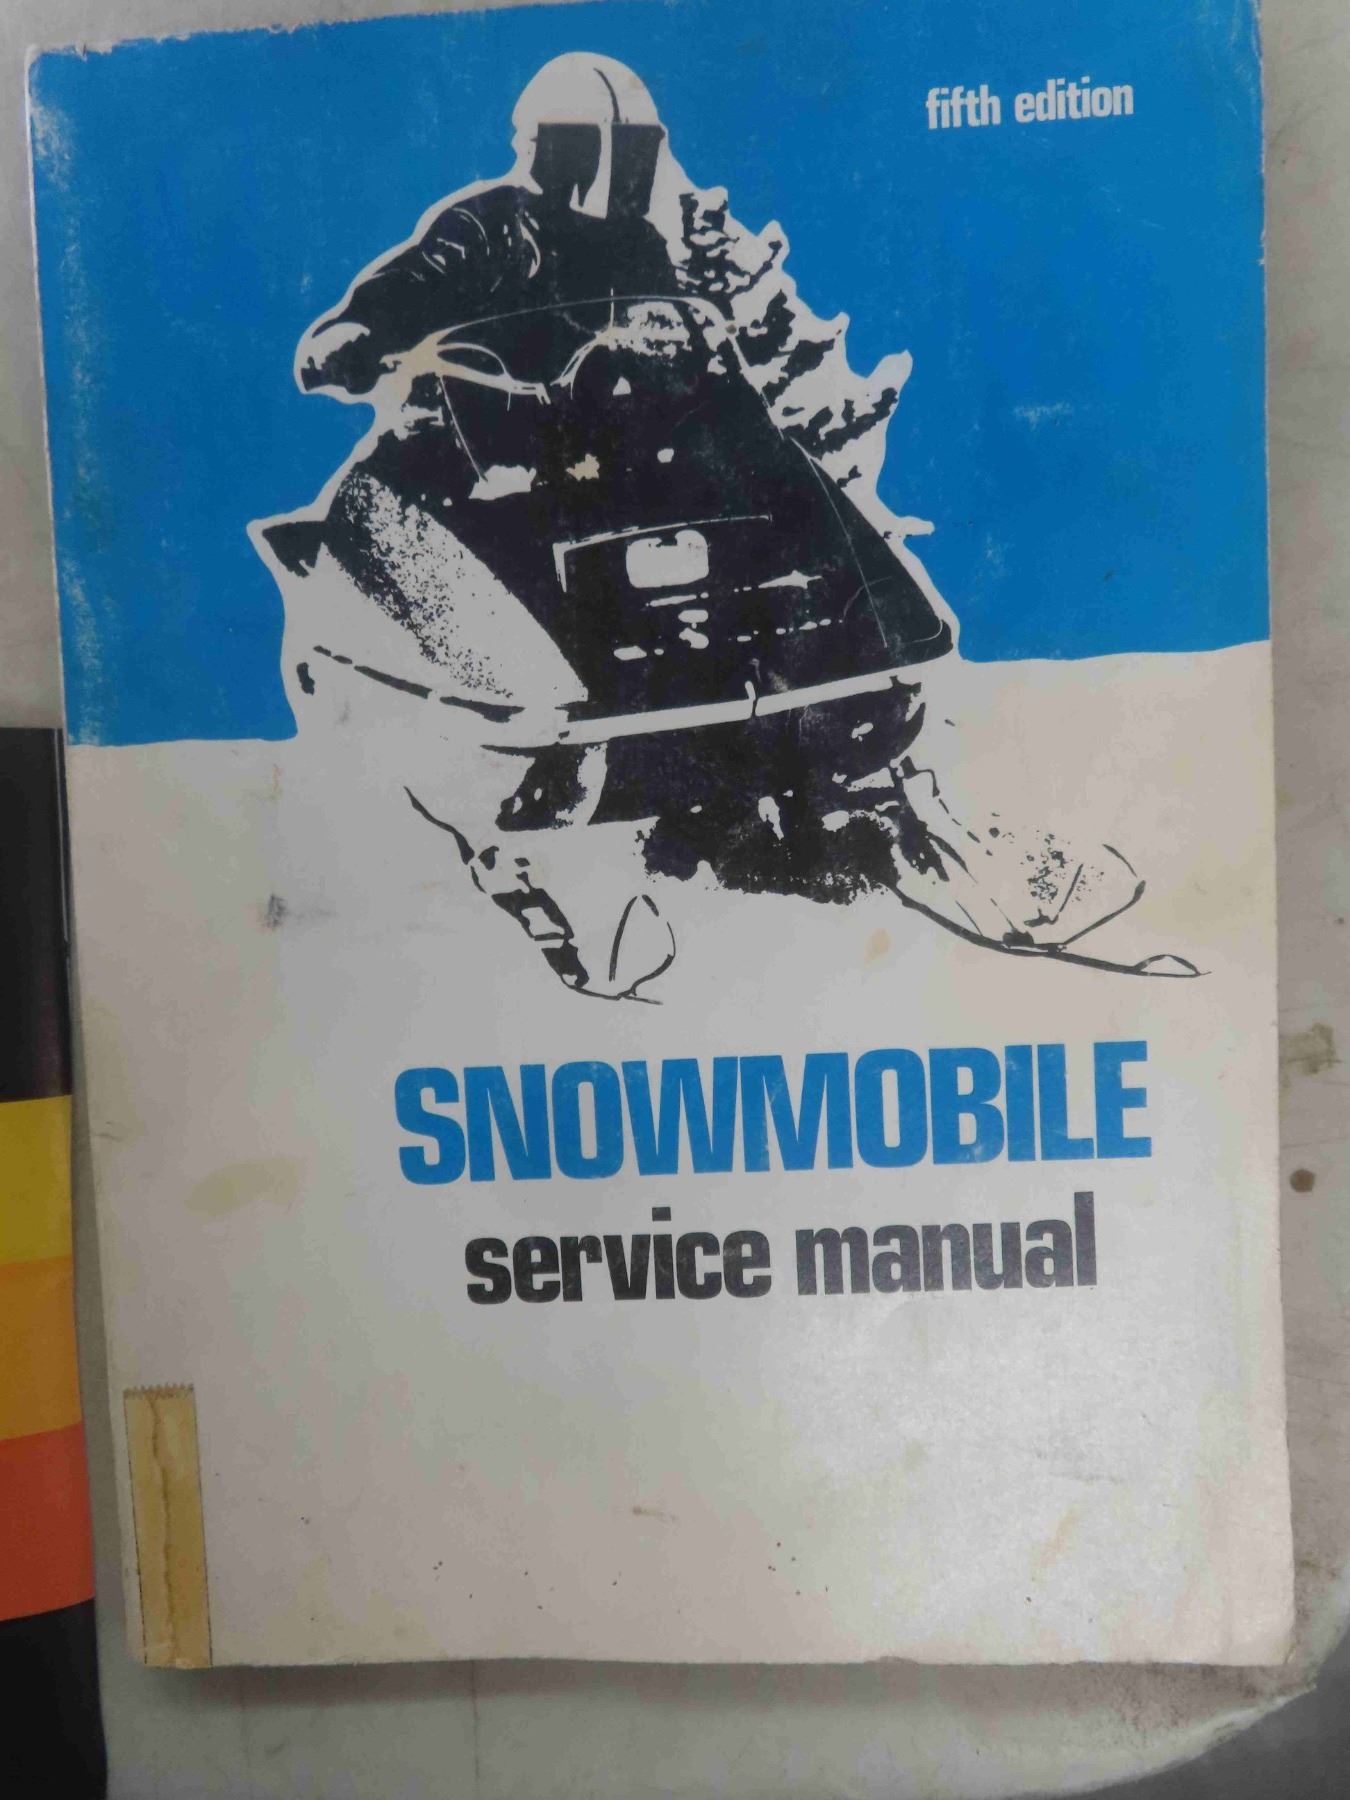 fifth edition
SNOWMOBILE
service manual